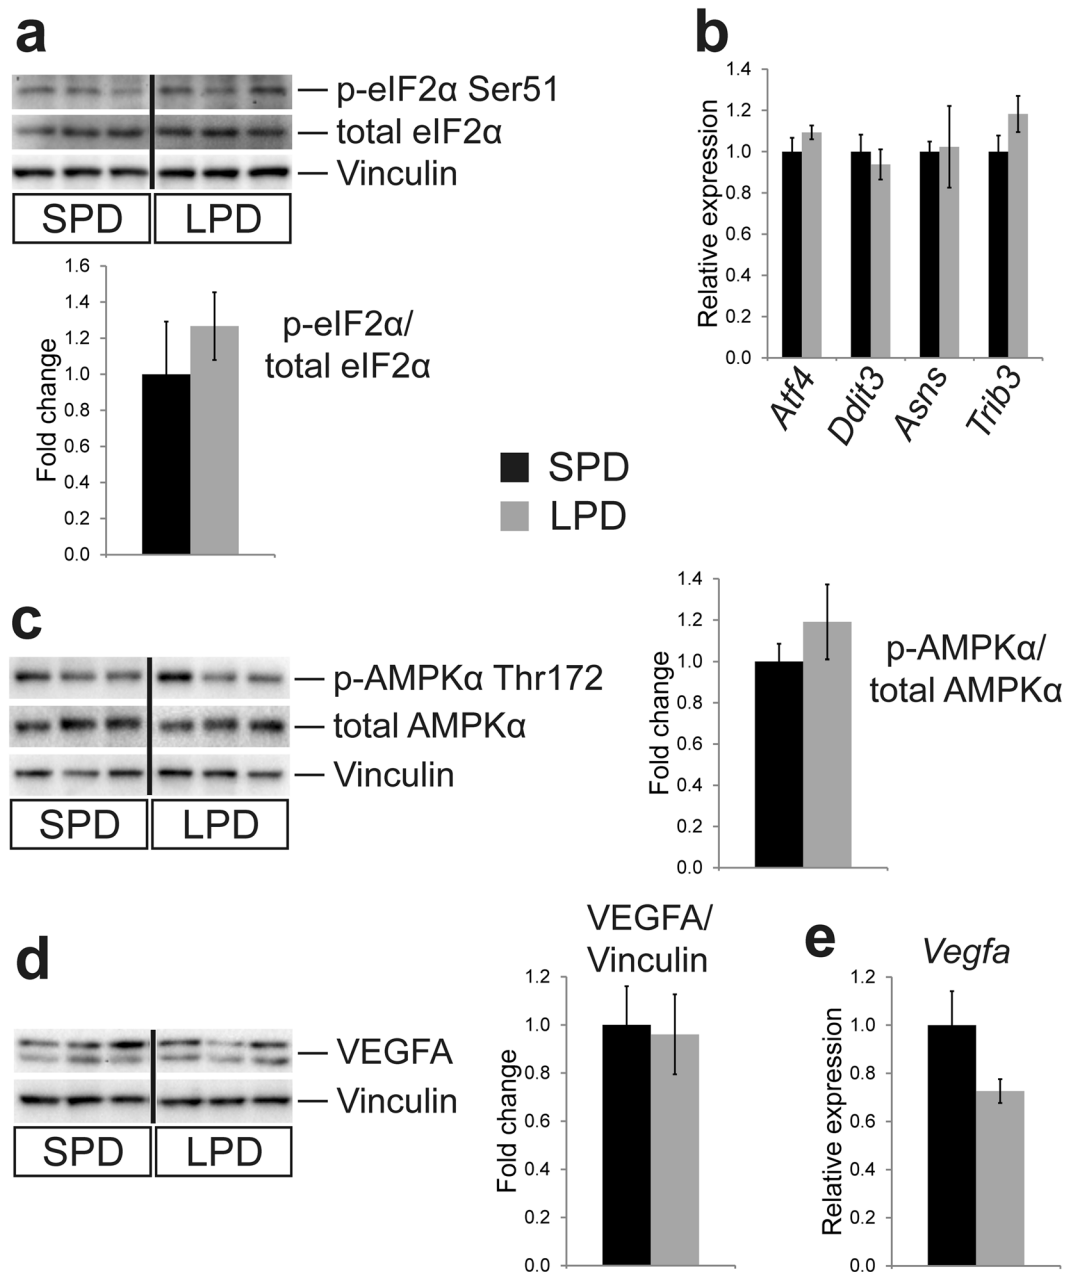 a
p-eIF2α Ser51
total eIF2α
Vinculin
SPD LPD
1.6
1.4
1.2
1.0
0.8
0.6
0.4
0.2
0.0
Fold change
p-eIF2α/
total eIF2α
b
1.4
1.2
1.0
0.8
0.6
0.4
0.2
0.0
Relative expression
Atf4 Ddit3 Asns Trib3
SPD
LPD
c
p-AMPKα Thr172
total AMPKα
Vinculin
SPD LPD
1.4
1.2
1.0
0.8
0.6
0.4
0.2
0.0
Fold change
p-AMPKα/
total AMPKα
d
VEGFA
Vinculin
SPD LPD
VEGFA/
Vinculin
1.2
1.0
0.8
0.6
0.4
0.2
0.0
Fold change
e
Vegfa
1.2
1.0
0.8
0.6
0.4
0.2
0.0
Relative expression